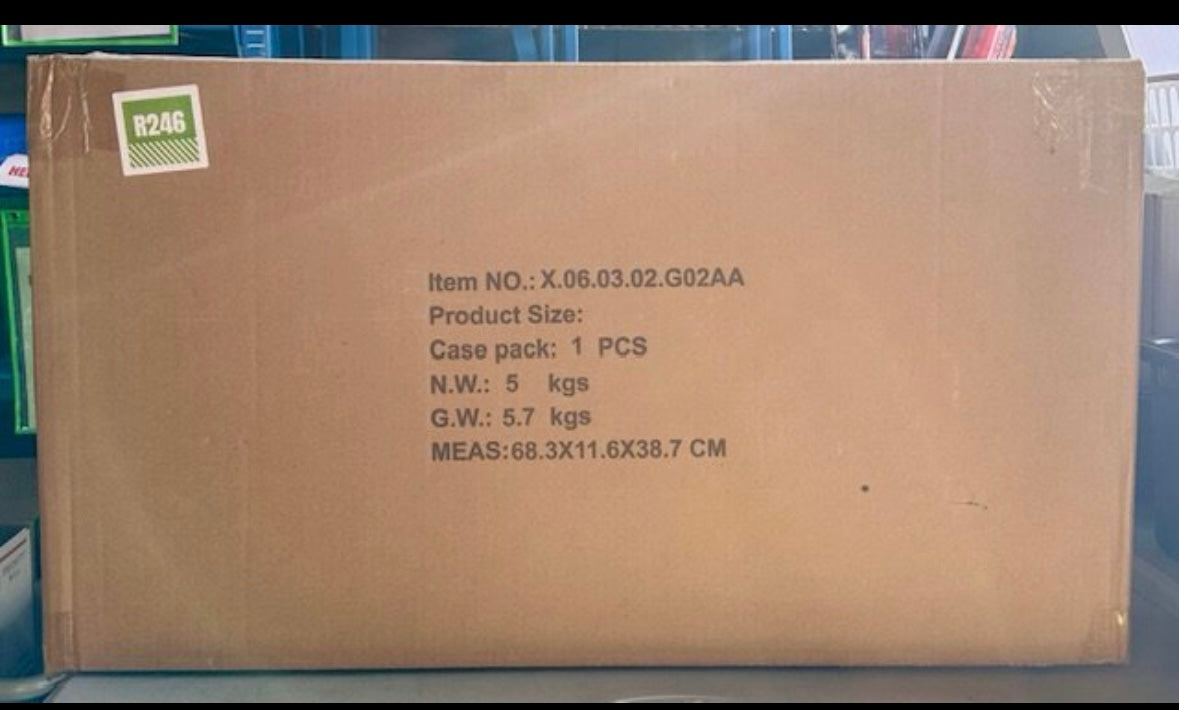 R246
Item NO.: X.06.03.02.G02AA
Product Size:
Case pack: 1 PCS
N.W.: 5 kgs
G.W.: 5.7 kgs
MEAS:68.3X11.6X38.7 CM